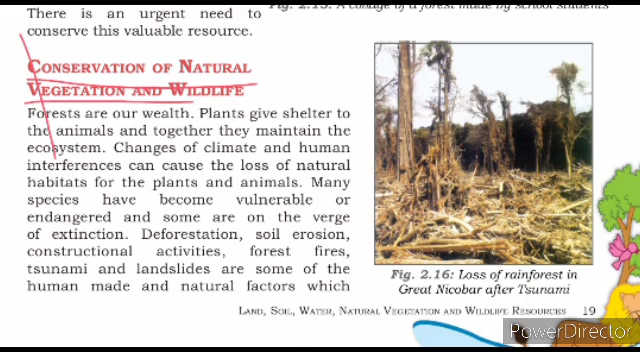 There is an urgent need to
conserve this valuable resource.
Fig. 2.15: A collage of a forest made by school students
CONSERVATION OF NATURAL
VEGETATION AND WILDLIFE
Forests are our wealth. Plants give shelter to
the animals and together they maintain the
ecosystem. Changes of climate and human
interferences can cause the loss of natural
habitats for the plants and animals. Many
species have become vulnerable or
endangered and some are on the verge
of extinction. Deforestation, soil erosion,
constructional activities, forest fires,
tsunami and landslides are some of the
human made and natural factors which
Fig. 2.16: Loss of rainforest in
Great Nicobar after Tsunami
LAND, SOIL, WATER, NATURAL VEGETATION AND WILDLIFE RESOURCES 19
PowerDirector